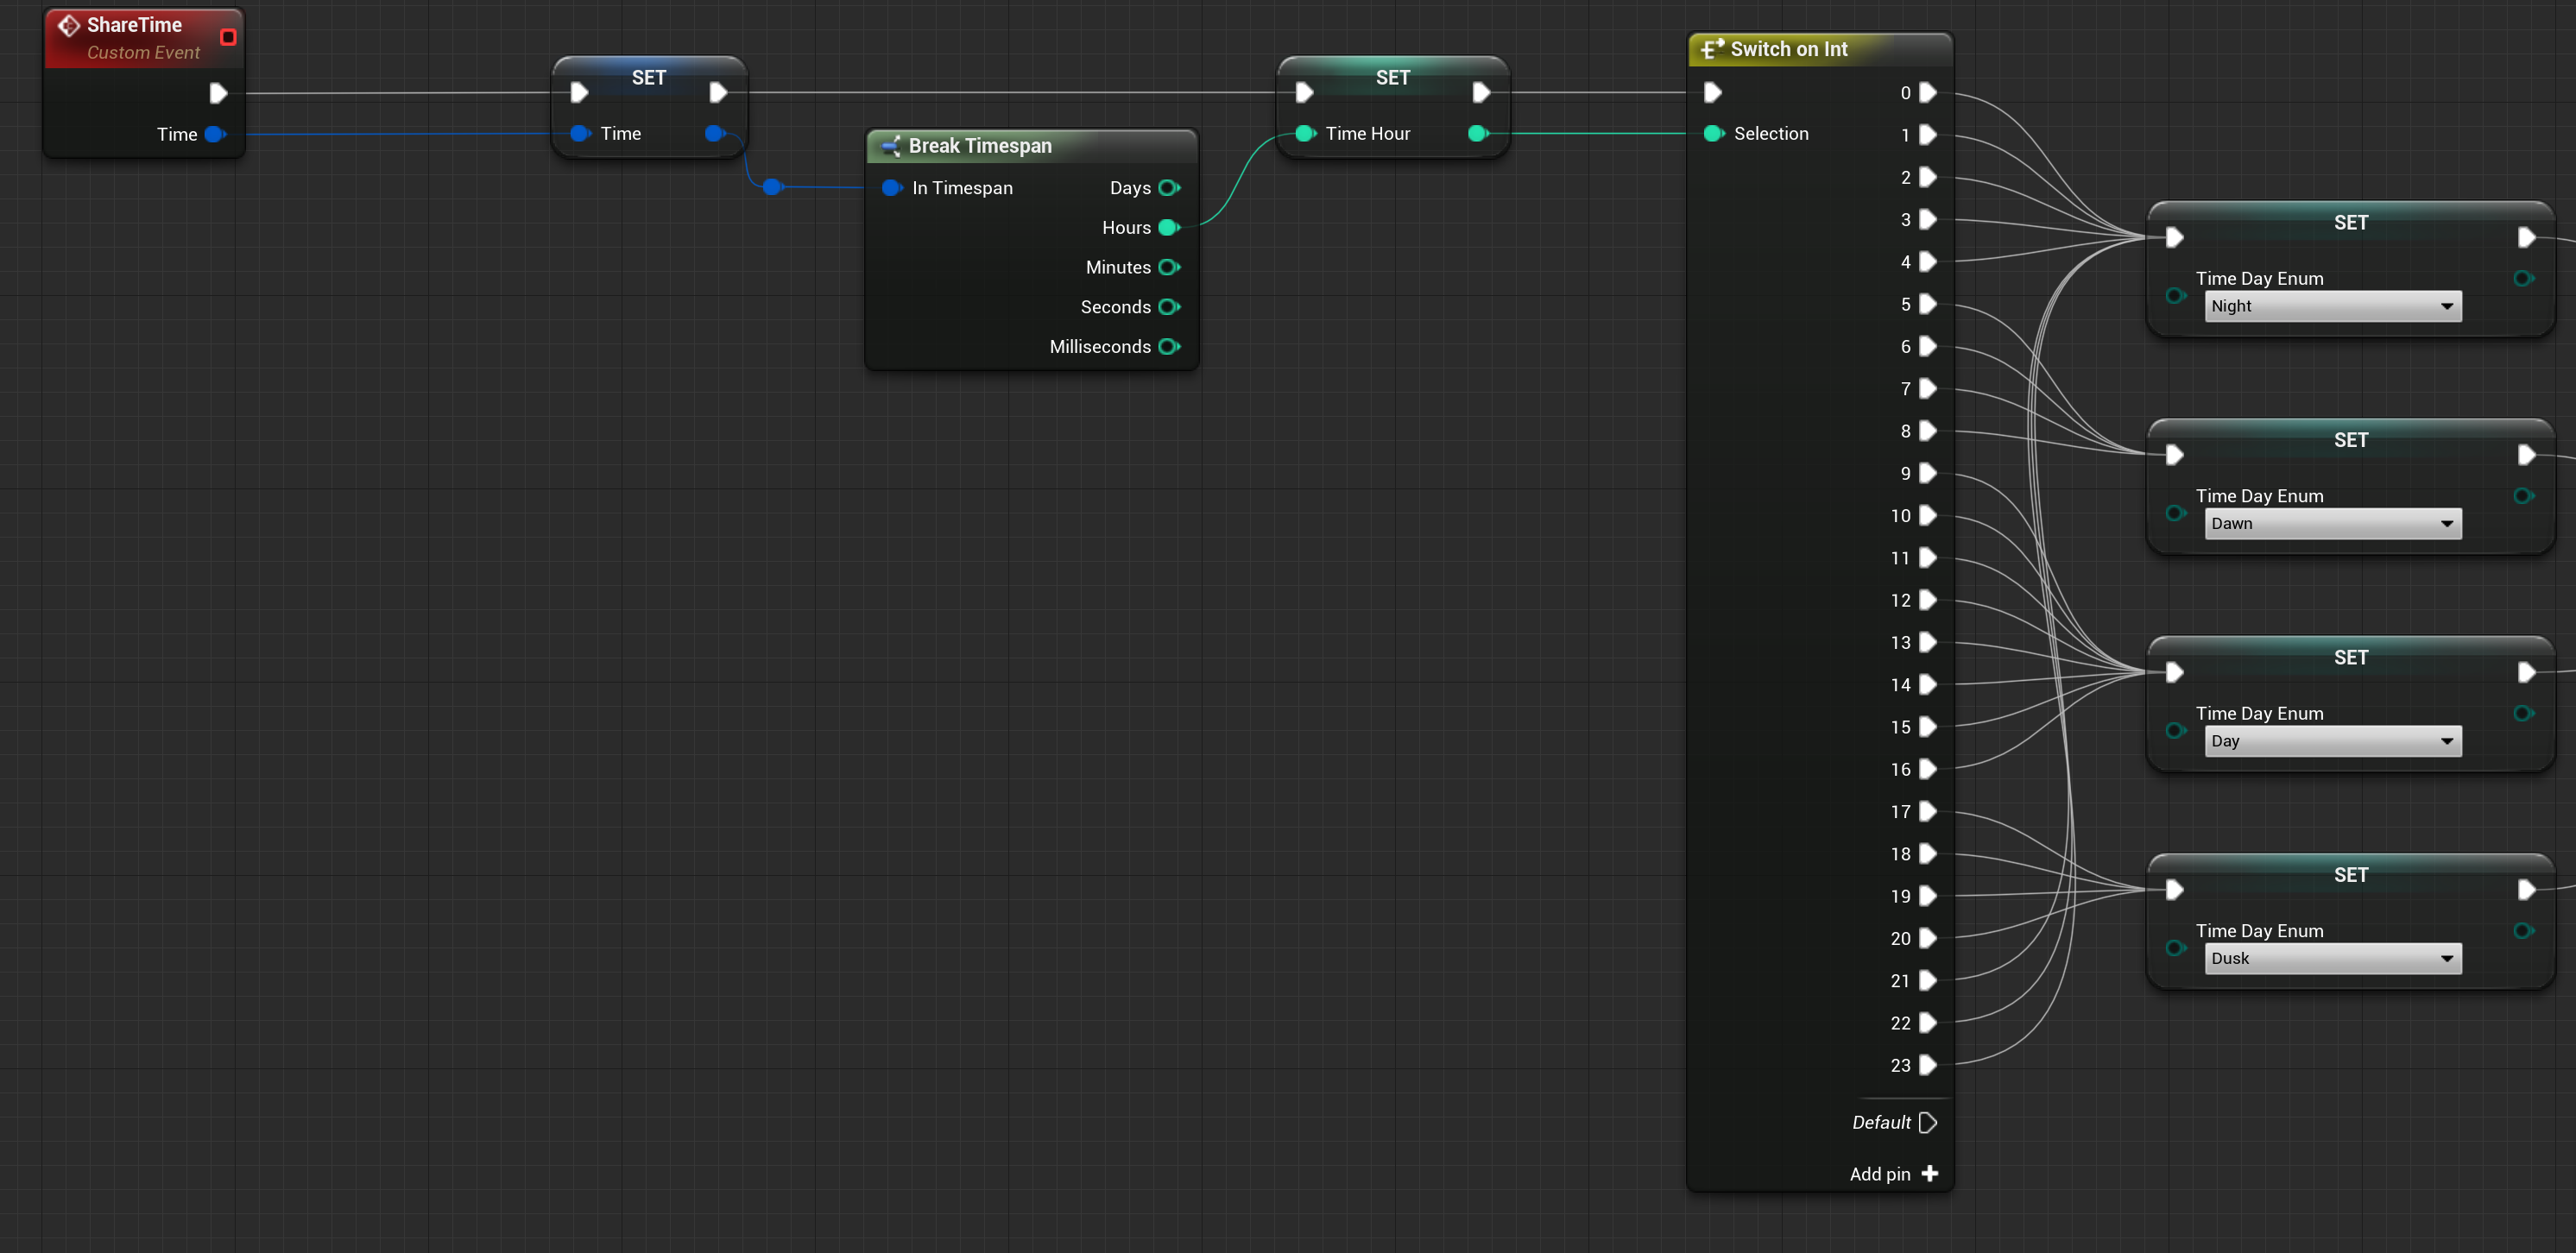 ShareTime
Custom Event
Time
SET
Time
Break Timespan
In Timespan
Days
Hours
Minutes
Seconds
Milliseconds
SET
Time Hour
Switch on Int
Selection
0
1
2
3
4
5
6
7
8
9
10
11
12
13
14
15
16
17
18
19
20
21
22
23
Default
Add pin
SET
Time Day Enum
Night
SET
Time Day Enum
Dawn
SET
Time Day Enum
Day
SET
Time Day Enum
Dusk